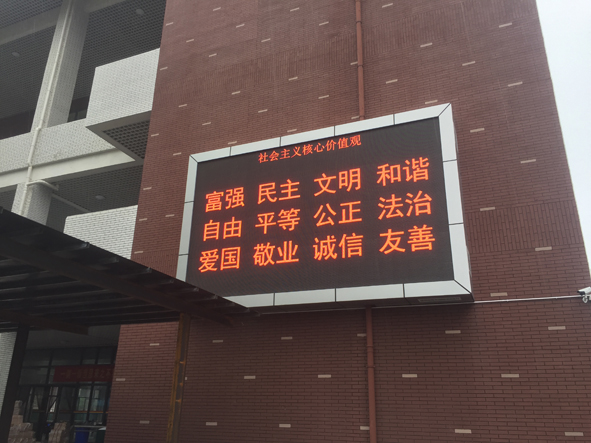 社会主义核心价值观
富强 民主 文明 和谐
自由 平等 公正 法治
爱国 敬业 诚信 友善